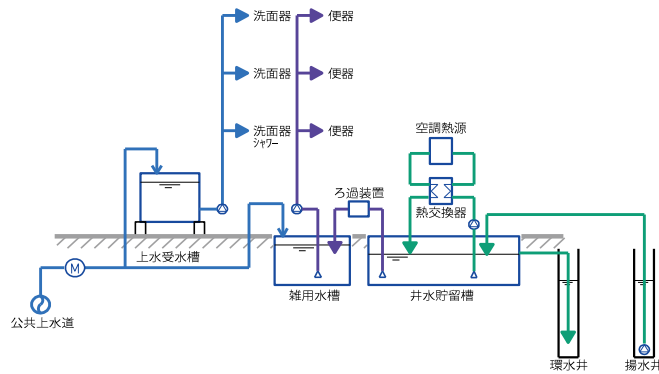 洗面器
便器
洗面器
便器
洗面器
シャワー
便器
空調熱源
ろ過装置
熱交換器
上水受水槽
M
雑用水槽
井水貯留槽
公共上水道
環水井
揚水井